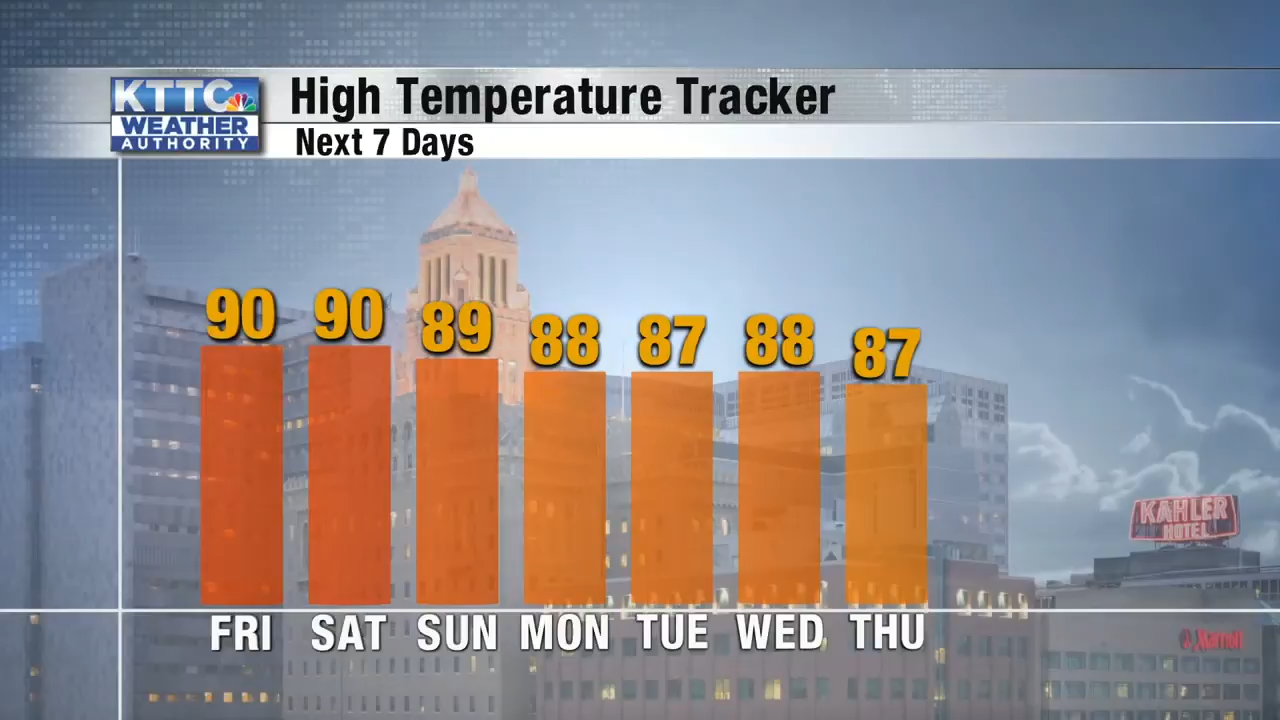 KTTC
WEATHER
AUTHORITY
High Temperature Tracker
Next 7 Days
90 90 89 88 87 88 87
FRI SAT SUN MON TUE WED THU
KAHLER
HOTEL
Marriott